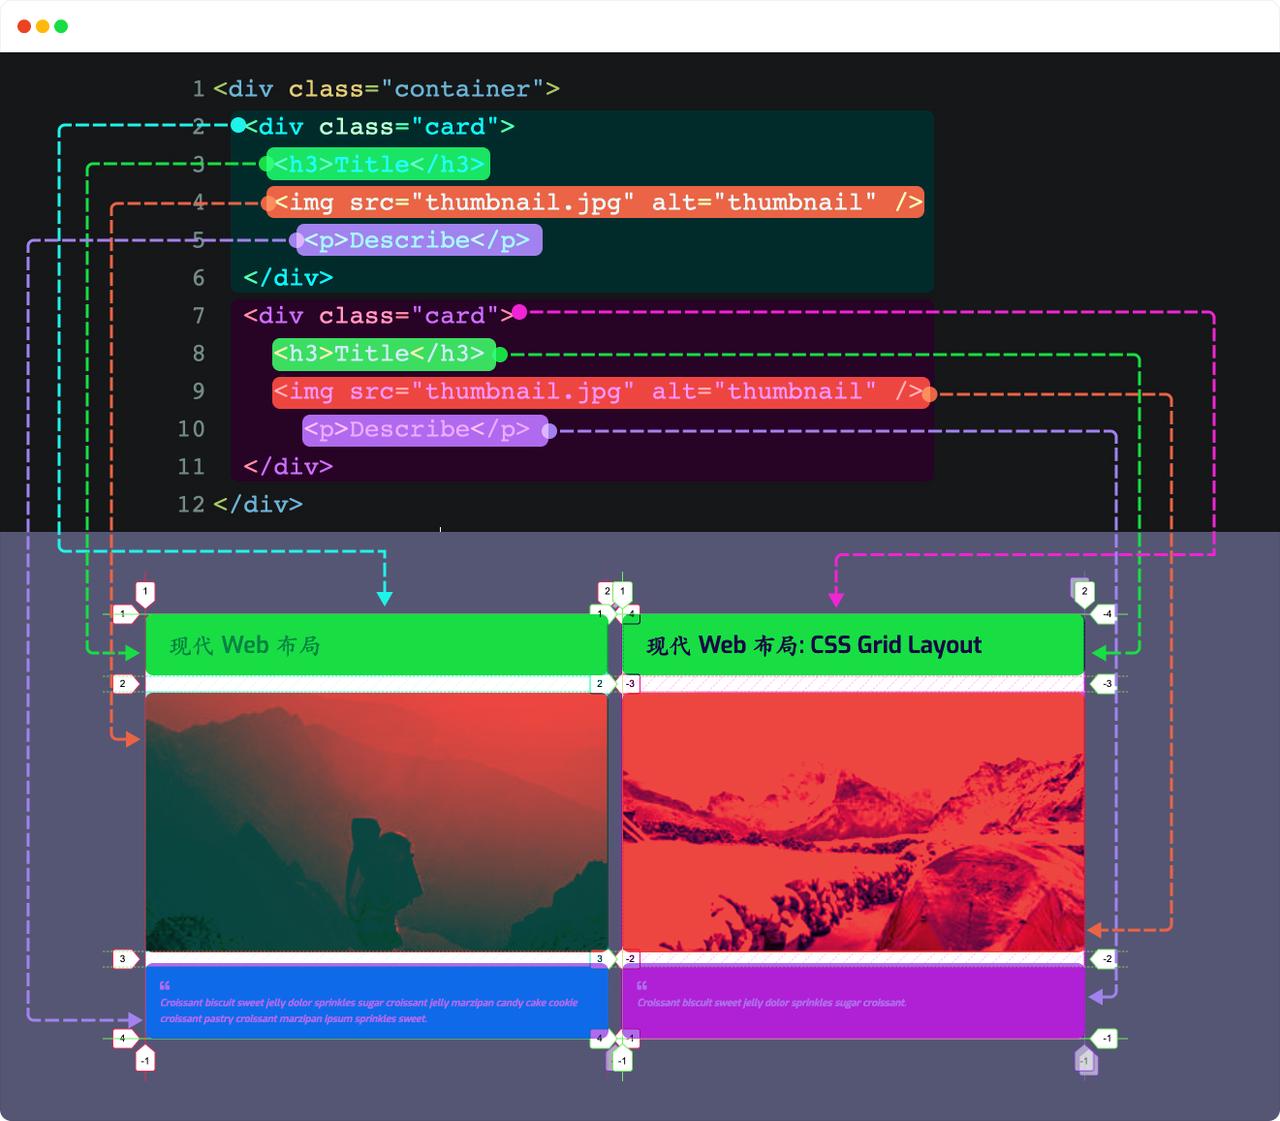 1 <div class="container">
2 <div class="card">
3 <h3>Title</h3>
4 <img src="thumbnail.jpg" alt="thumbnail" />
5 <p>Describe</p>
6 </div>
7 <div class="card">
8 <h3>Title</h3>
9 <img src="thumbnail.jpg" alt="thumbnail" />
10 <p>Describe</p>
11 </div>
12 </div>
1 2 1 2
1 1 -4 -4
现代 Web 布局
现代 Web 布局: CSS Grid Layout
2 2 -3 -3
3 3 -2 -2
Croissant biscuit sweet jelly dolor sprinkles sugar croissant jelly marzipan candy cake cookie
croissant pastry croissant marzipan ipsum sprinkles sweet.
Croissant biscuit sweet jelly dolor sprinkles sugar croissant.
4 4 -1 -1
-1 -1 -1